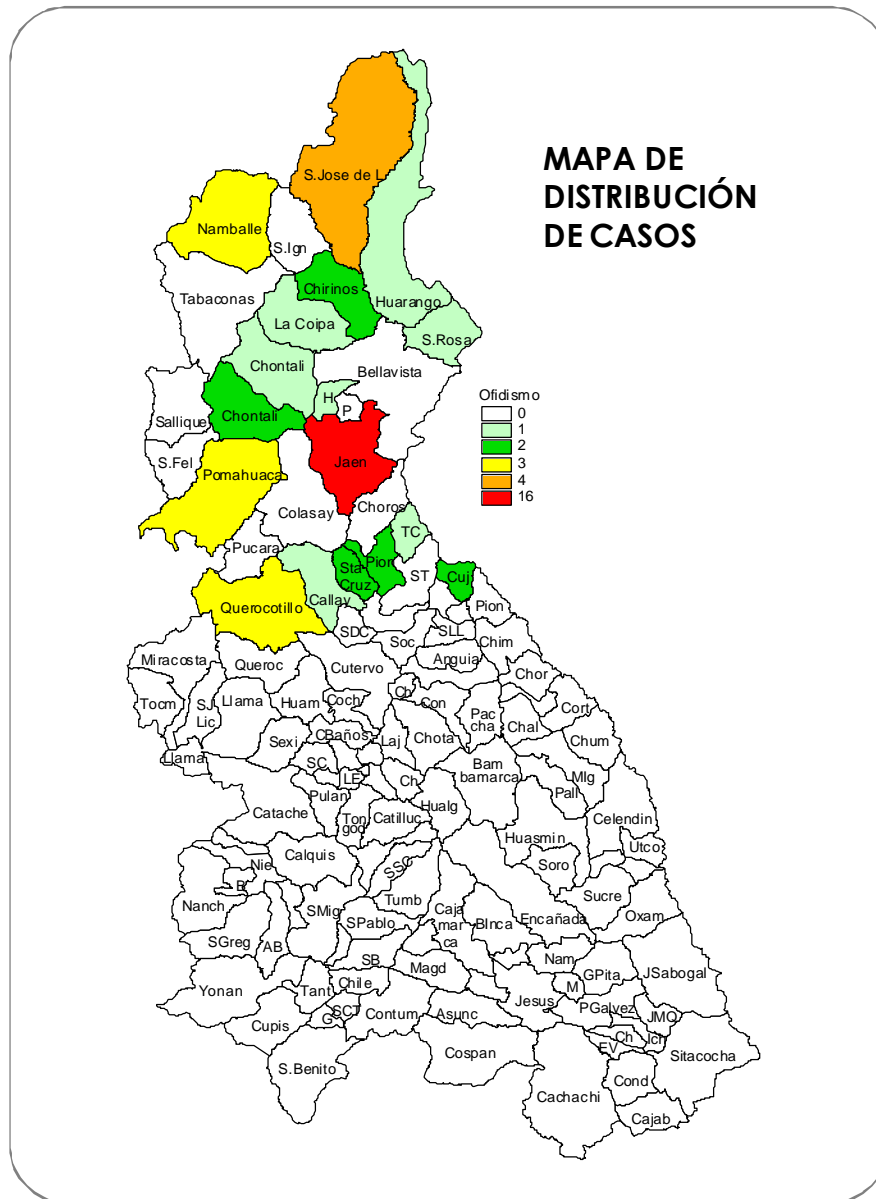 MAPA DE
DISTRIBUCIÓN
DE CASOS
S.Jose de L
Namballe
S.Ign
Chirinos
Tabaconas
Huarango
La Coipa
S.Rosa
Chontali
Bellavista
Ofidismo
0
1
2
3
4
16
H
P
Sallique
Chontali
S.Fel
Pomahuaca
Jaen
Colasay
Choros
TC
Pucara
Sta
Cruz
Pior
ST
Cuj
Querocotillo
Callay
Pion
SDC
Soc
SLL
Chim
Miracosta
Queroc
Cutervo
Anguia
Chor
Tocm
S.J
Lic
Llama
Huam
Coch
Ch
Con
Pac
cha
Chal
Cort
Sexi
CBaños
Laj
Chota
Chum
Llama
SC
LE
Ch
Bam
bamarca
Mlg
Pall
Pulan
Catache
Ton
god
Catilluc
Hualg
Celendin
Huasmin
Utco
Calquis
Soro
Nie
B
SSC
Nanch
SMig
Tumb
Sucre
SPablo
Caja
mar
ca
BInca
Encañada
Oxam
SGreg
AB
SB
Magd
Nam
GPita
JSabogal
Yonan
Tant
Chile
M
Jesus
PGalvez
JMQ
Cupis
G
SCT
Contum
Asunc
Ch
Ich
EV
Sitacocha
S.Benito
Cospan
Cond
Cachachi
Cajab